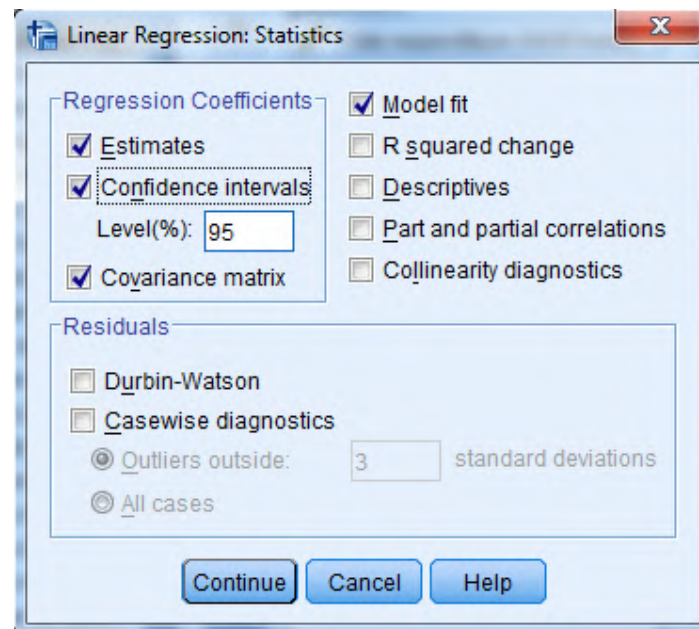 Linear Regression: Statistics
Regression Coefficients
Estimates
Confidence intervals
Level(%): 95
Covariance matrix
Model fit
R squared change
Descriptives
Part and partial correlations
Collinearity diagnostics
Residuals
Durbin-Watson
Casewise diagnostics
Outliers outside: 3 standard deviations
All cases
Continue Cancel Help